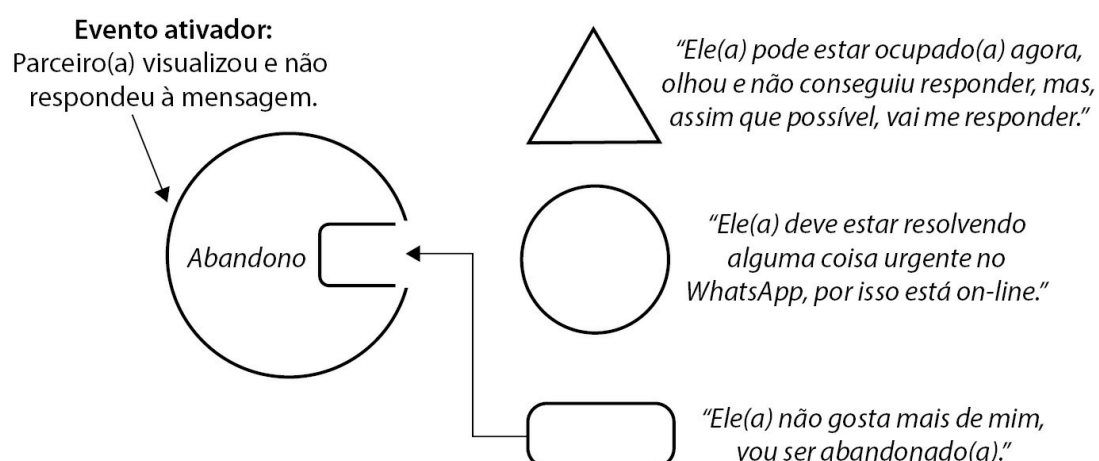 Evento ativador:
Parceiro(a) visualizou e não
respondeu à mensagem.
Abandono
“Ele(a) pode estar ocupado(a) agora,
olhou e não conseguiu responder, mas,
assim que possível, vai me responder.”
“Ele(a) deve estar resolvendo
alguma coisa urgente no
WhatsApp, por isso está on-line.”
“Ele(a) não gosta mais de mim,
vou ser abandonado(a).”